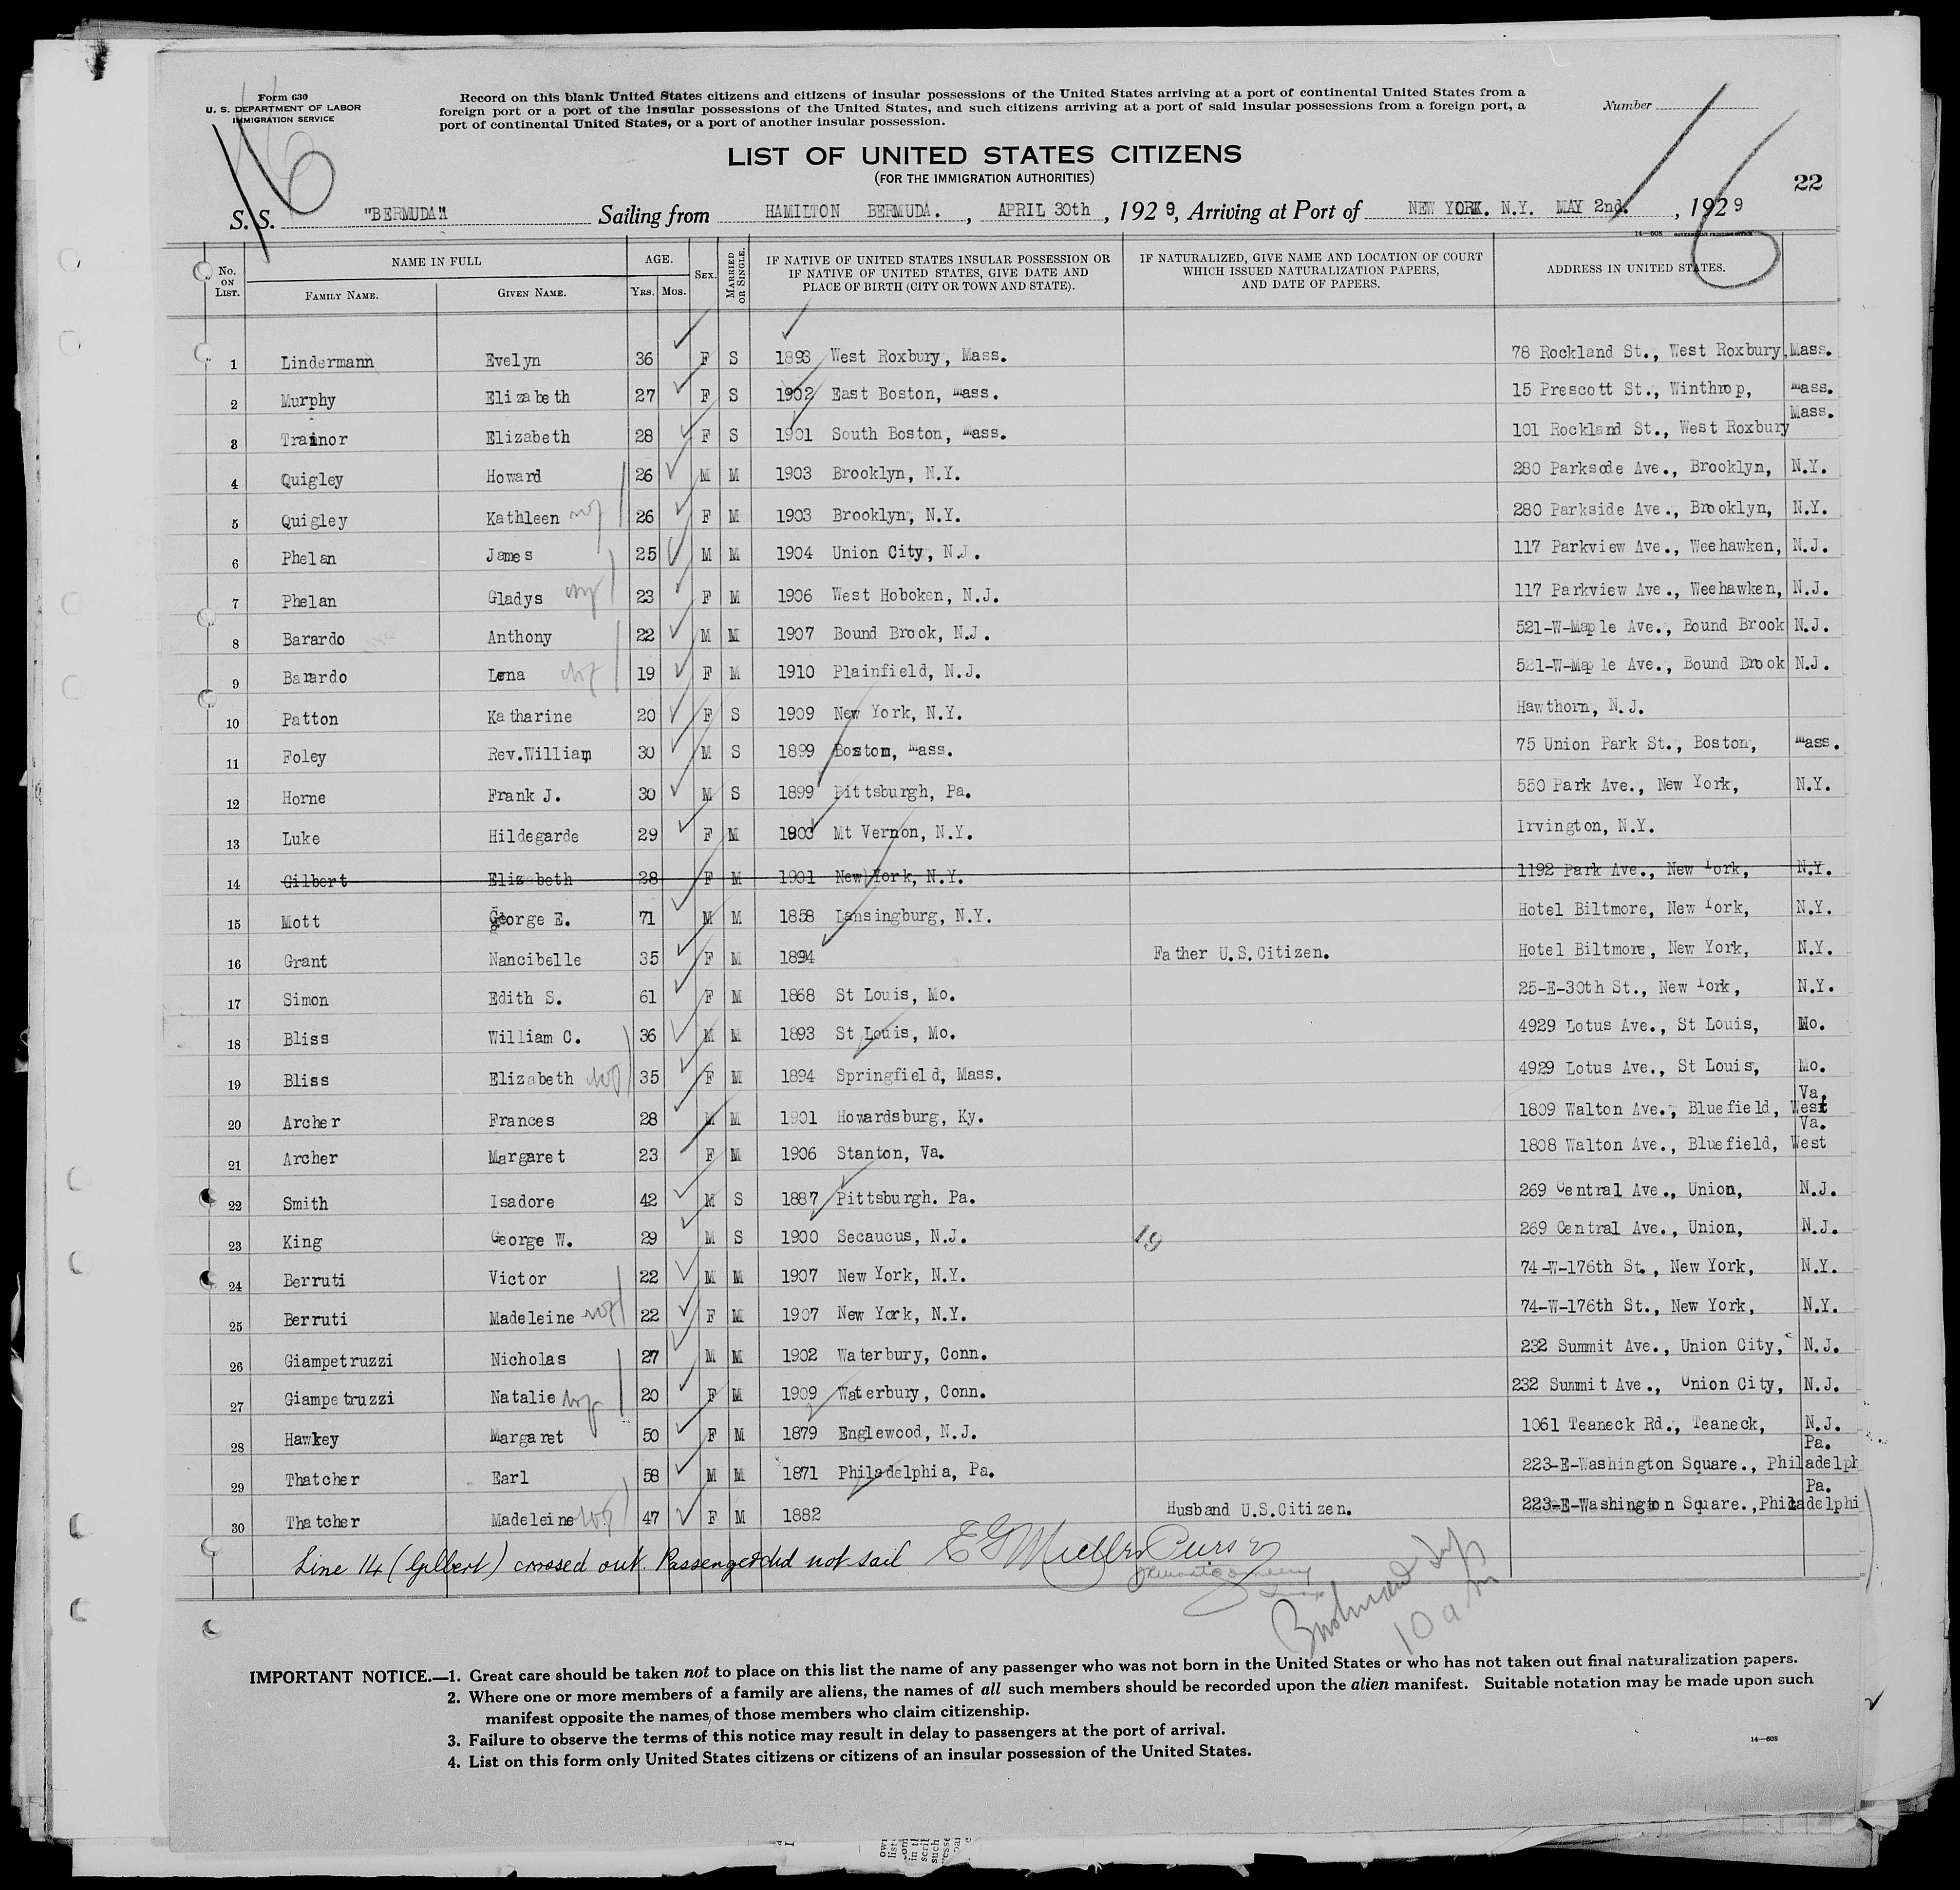 Form 630
U. S. DEPARTMENT OF LABOR
IMMIGRATION SERVICE
Record on this blank United States citizens and citizens of insular possessions of the United States arriving at a port of continental United States from a
foreign port or a port of the insular possessions of the United States, and such citizens arriving at a port of said insular possessions from a foreign port, a
port of continental United States, or a port of another insular possession.
Number
16
16
LIST OF UNITED STATES CITIZENS
(FOR THE IMMIGRATION AUTHORITIES)
22
S. S. "BERMUDA" Sailing from HAMILTON BERMUDA. , APRIL 30th , 1929, Arriving at Port of NEW YORK. N.Y. MAY 2nd. , 1929
14—608 GOVERNMENT PRINTING OFFICE
No. ON LIST. NAME IN FULL FAMILY NAME. GIVEN NAME. AGE. YRS. MOS. SEX. MARRIED OR SINGLE. IF NATIVE OF UNITED STATES INSULAR POSSESSION OR IF NATIVE OF UNITED STATES, GIVE DATE AND PLACE OF BIRTH (CITY OR TOWN AND STATE). IF NATURALIZED, GIVE NAME AND LOCATION OF COURT WHICH ISSUED NATURALIZATION PAPERS, AND DATE OF PAPERS. ADDRESS IN UNITED STATES.
1 Lindermann Evelyn 36 F S 1893 West Roxbury, Mass. 78 Rockland St., West Roxbury, Mass.
2 Murphy Elizabeth 27 F S 1902 East Boston, Mass. 15 Prescott St., Winthrop, Mass.
3 Trainor Elizabeth 28 F S 1901 South Boston, Mass. 101 Rockland St., West Roxbury Mass.
4 Quigley Howard 26 M M 1903 Brooklyn, N.Y. 280 Parksode Ave., Brooklyn, N.Y.
5 Quigley Kathleen 26 F M 1903 Brooklyn, N.Y. 280 Parkside Ave., Brooklyn, N.Y.
6 Phelan James 25 M M 1904 Union City, N.J. 117 Parkview Ave., Weehawken, N.J.
7 Phelan Gladys 23 F M 1906 West Hoboken, N.J. 117 Parkview Ave., Weehawken, N.J.
8 Barardo Anthony 22 M M 1907 Bound Brook, N.J. 521-W-Maple Ave., Bound Brook N.J.
9 Barardo Lena 19 F M 1910 Plainfield, N.J. 521-W-Maple Ave., Bound Brook N.J.
10 Patton Katharine 20 F S 1909 New York, N.Y. Hawthorn, N.J.
11 Foley Rev.William 30 M S 1899 Boston, Mass. 75 Union Park St., Boston, Mass.
12 Horne Frank J. 30 M S 1899 Pittsburgh, Pa. 550 Park Ave., New York, N.Y.
13 Luke Hildegarde 29 F M 1900 Mt Vernon, N.Y. Irvington, N.Y.
14 Gilbert Elizabeth 28 F M 1901 New York, N.Y. 1192 Park Ave., New York, N.Y.
15 Mott George E. 71 M M 1858 Lansingburg, N.Y. Hotel Biltmore, New York, N.Y.
16 Grant Nancibelle 35 F M 1894 Father U.S.Citizen. Hotel Biltmore, New York, N.Y.
17 Simon Edith S. 61 F M 1868 St Louis, Mo. 25-E-30th St., New York, N.Y.
18 Bliss William C. 36 M M 1893 St Louis, Mo. 4929 Lotus Ave., St Louis, Mo.
19 Bliss Elizabeth 35 F M 1894 Springfield, Mass. 4929 Lotus Ave., St Louis, Mo.
20 Archer Frances 28 M M 1901 Howardsburg, Ky. 1809 Walton Ave., Bluefield, West Va.
21 Archer Margaret 23 F M 1906 Stanton, Va. 1808 Walton Ave., Bluefield, West Va.
22 Smith Isadore 42 M S 1887 Pittsburgh. Pa. 269 Central Ave., Union, N.J.
23 King George W. 29 M S 1900 Secaucus, N.J. 19 269 Central Ave., Union, N.J.
24 Berruti Victor 22 M M 1907 New York, N.Y. 74-W-176th St., New York, N.Y.
25 Berruti Madeleine 22 F M 1907 New York, N.Y. 74-W-176th St., New York, N.Y.
26 Giampetruzzi Nicholas 27 M M 1902 Waterbury, Conn. 232 Summit Ave., Union City, N.J.
27 Giampetruzzi Natalie 20 F M 1909 Waterbury, Conn. 232 Summit Ave., Union City, N.J.
28 Hawkey Margaret 50 F M 1879 Englewood, N.J. 1061 Teaneck Rd., Teaneck, N.J.
29 Thatcher Earl 58 M M 1871 Philadelphia, Pa. 223-E-Washington Square., Philadelph Pa.
30 Thatcher Madeleine 47 F M 1882 Husband U.S.Citizen. 223-E-Washington Square.,Philadelphi Pa.
Line 14 (Gilbert) crossed out. Passenger did not sail E G Muller Purser
10 am
IMPORTANT NOTICE.—1. Great care should be taken not to place on this list the name of any passenger who was not born in the United States or who has not taken out final naturalization papers.
2. Where one or more members of a family are aliens, the names of all such members should be recorded upon the alien manifest. Suitable notation may be made upon such
manifest opposite the names of those members who claim citizenship.
3. Failure to observe the terms of this notice may result in delay to passengers at the port of arrival.
4. List on this form only United States citizens or citizens of an insular possession of the United States.
14—608